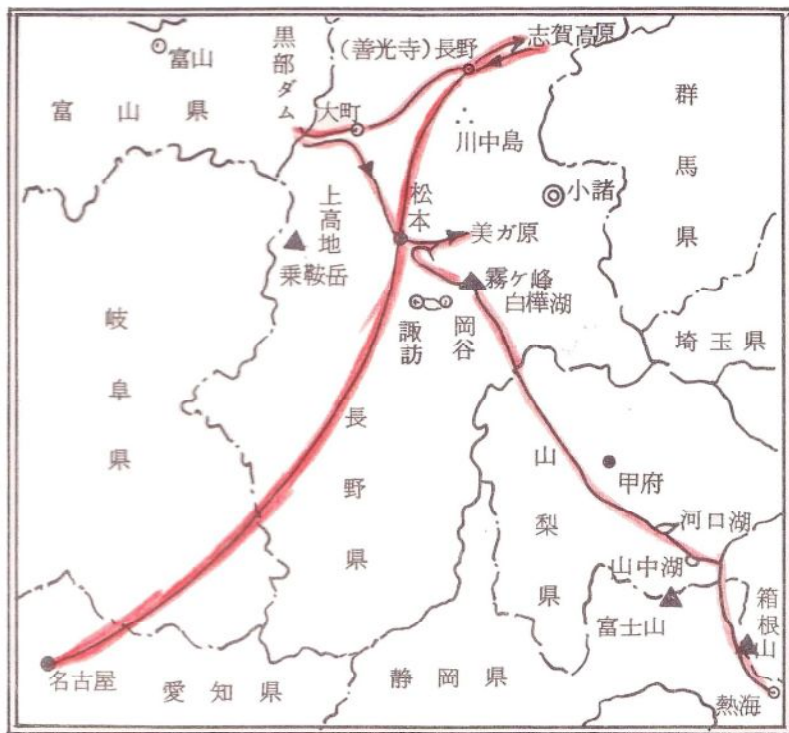 富山
富山県
黒部ダム
(善光寺)長野
志賀高原
群馬県
大町
川中島
小諸
上高地
松本
美ガ原
乗鞍岳
霧ケ峰
白樺湖
諏訪
岡谷
岐阜県
長野県
埼玉県
山梨県
甲府
河口湖
山中湖
富士山
箱根山
名古屋
愛知県
静岡県
熱海